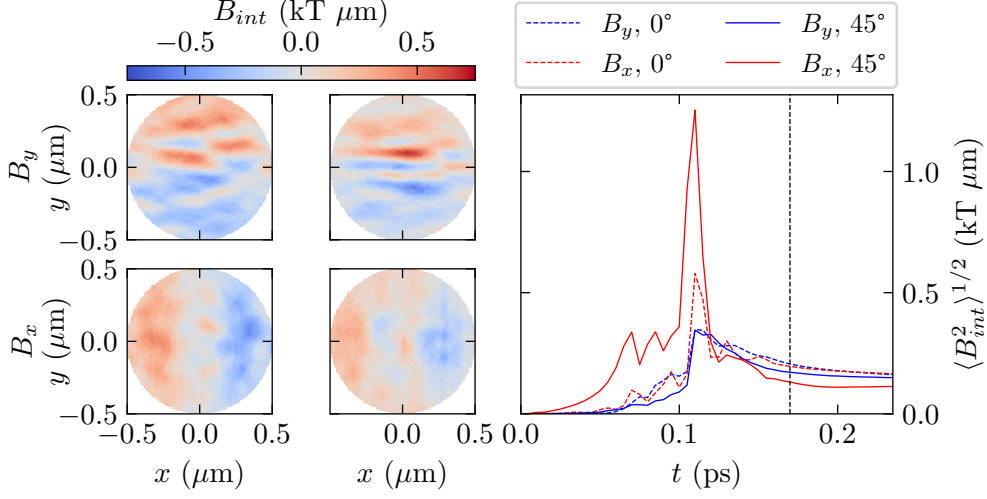 B_int (kT μm)
−0.5 0.0 0.5
B_y, 0° B_y, 45°
B_x, 0° B_x, 45°
0.5
0.0
−0.5
B_y
y (μm)
0.5
0.0
−0.5
B_x
y (μm)
−0.5 0.0 0.5 0.0 0.5
x (μm) x (μm)
1.0
0.5
0.0
⟨B²_int⟩^{1/2} (kT μm)
0.0 0.1 0.2
t (ps)